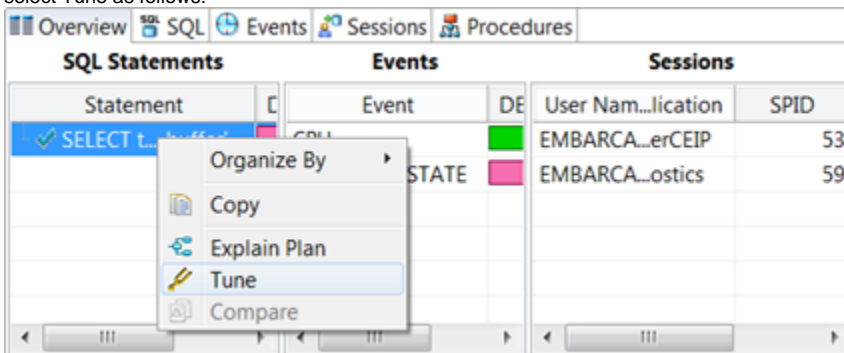 select Tune as follows:
Overview SQL Events Sessions Procedures
SQL Statements Events Sessions
Statement D Event DE User Nam...lication SPID
SELECT t... CPU EMBARCA...erCEIP 53
Organize By STATE EMBARCA...ostics 59
Copy
Explain Plan
Tune
Compare